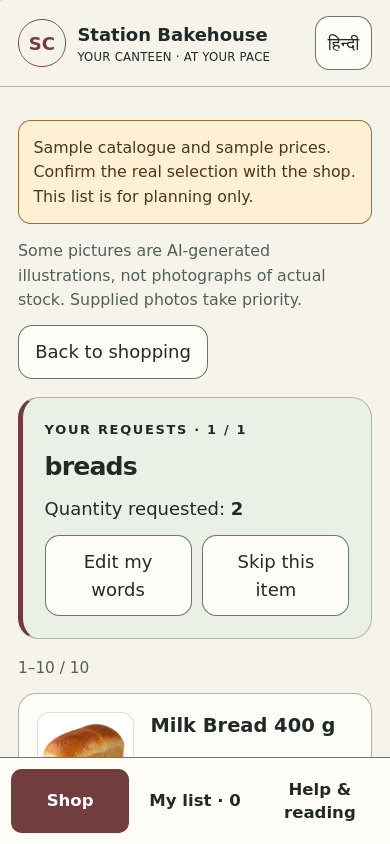 SC
Station Bakehouse
YOUR CANTEEN · AT YOUR PACE
हिन्दी
Sample catalogue and sample prices.
Confirm the real selection with the shop.
This list is for planning only.
Some pictures are AI-generated
illustrations, not photographs of actual
stock. Supplied photos take priority.
Back to shopping
YOUR REQUESTS · 1 / 1
breads
Quantity requested: 2
Edit my
words
Skip this
item
1–10 / 10
Milk Bread 400 g
Shop
My list · 0
Help &
reading